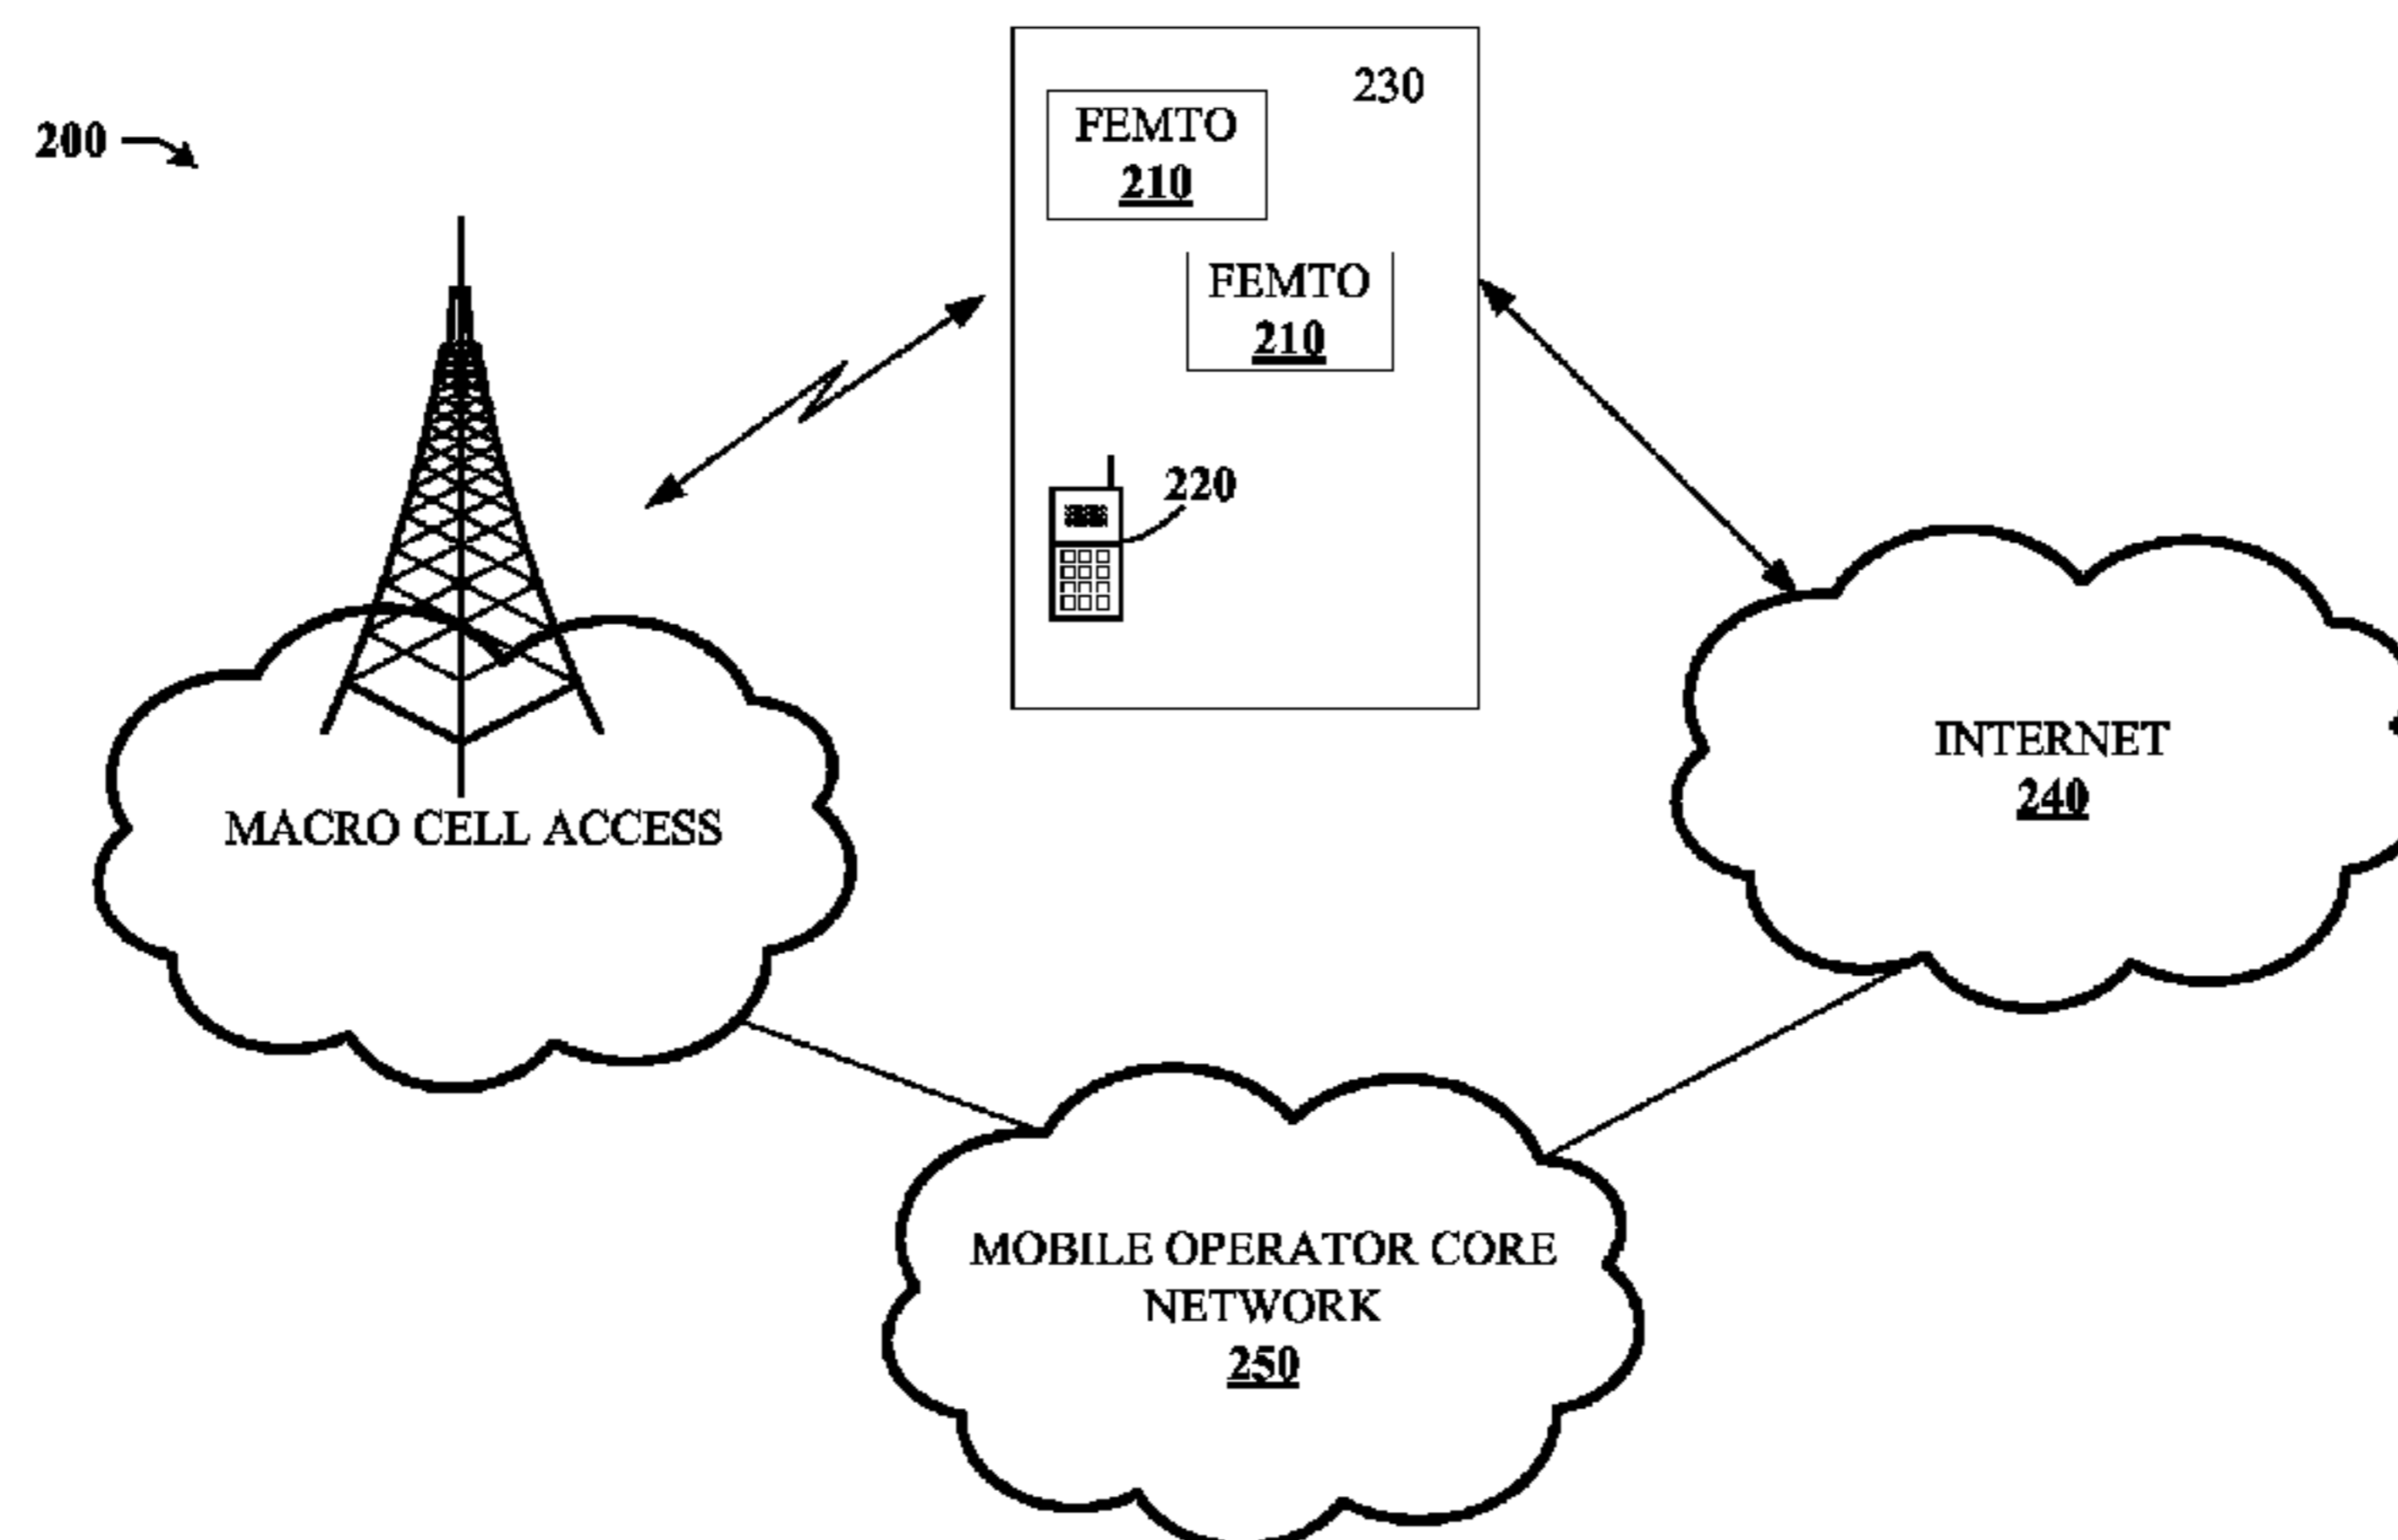 200
230
FEMTO
210
FEMTO
210
220
MACRO CELL ACCESS
INTERNET
240
MOBILE OPERATOR CORE
NETWORK
250